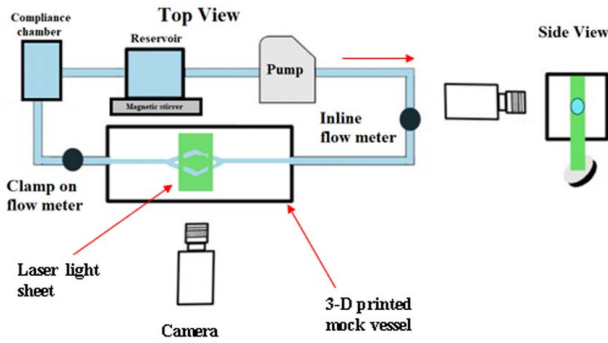 Top View
Compliance
chamber
Reservoir
Pump
Magnetic stirrer
Side View
Inline
flow meter
Clamp on
flow meter
Laser light
sheet
Camera
3-D printed
mock vessel